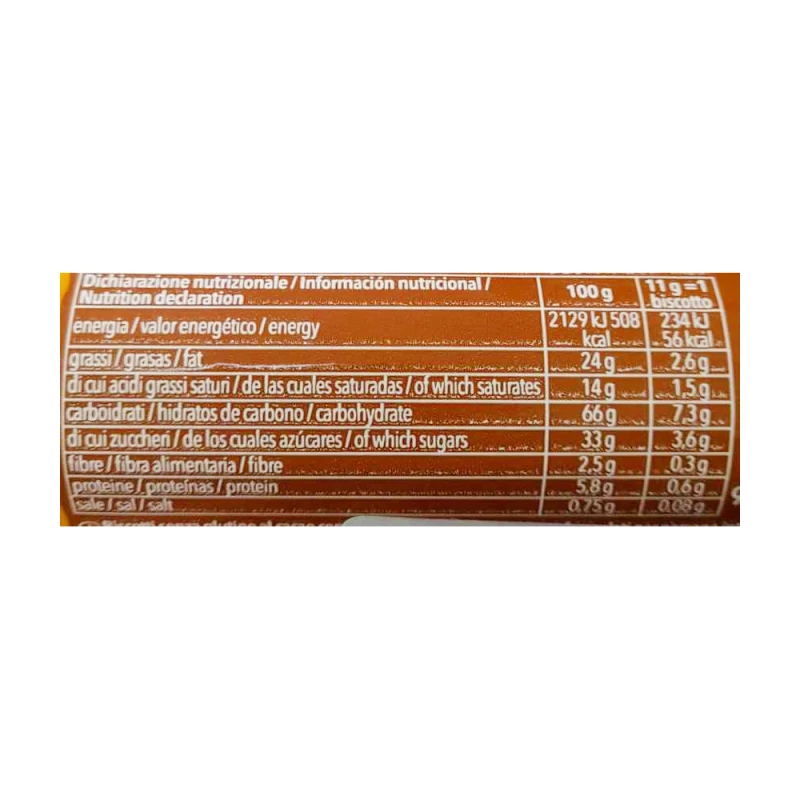 Dichiarazione nutrizionale / Información nutricional / Nutrition declaration 100 g 11 g = 1 biscotto
energia / valor energético / energy 2129 kJ 508 kcal 234 kJ 56 kcal
grassi / grasas / fat 24 g 2,6 g
di cui acidi grassi saturi / de las cuales saturadas / of which saturates 14 g 1,5 g
carboidrati / hidratos de carbono / carbohydrate 66 g 7,3 g
di cui zuccheri / de los cuales azúcares / of which sugars 33 g 3,6 g
fibre / fibra alimentaria / fibre 2,5 g 0,3 g
proteine / proteínas / protein 5,8 g 0,6 g
sale / sal / salt 0,75 g 0,08 g